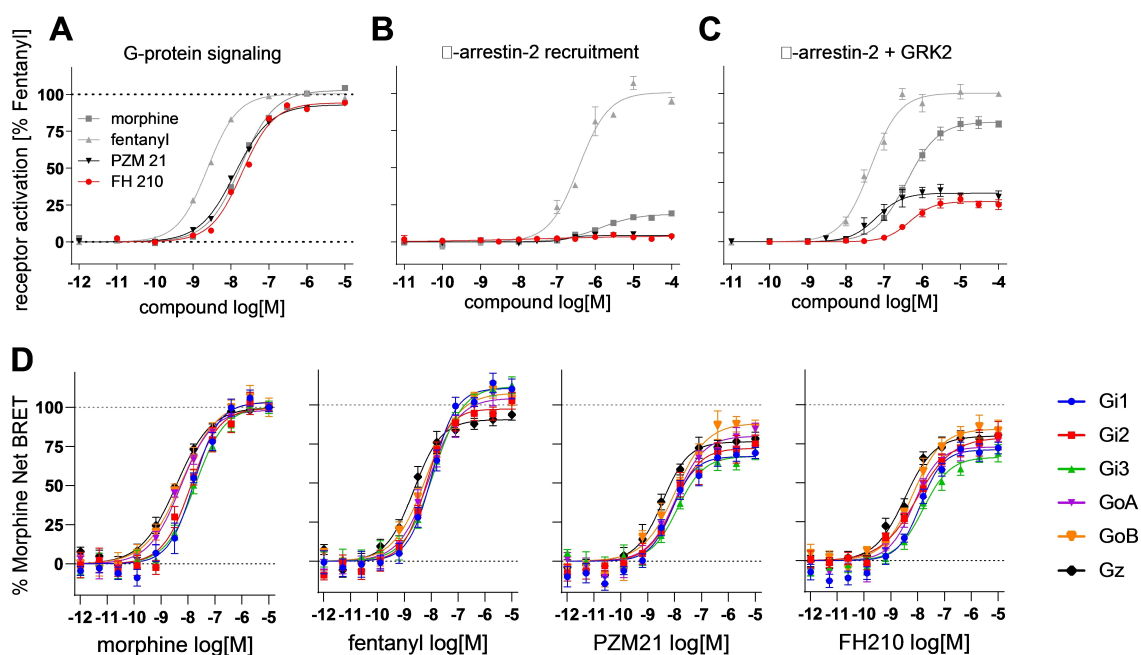 A
G-protein signaling
B
□-arrestin-2 recruitment
C
□-arrestin-2 + GRK2
receptor activation [% Fentanyl]
100
75
50
25
0
morphine
fentanyl
PZM 21
FH 210
-12 -11 -10 -9 -8 -7 -6 -5
compound log[M]
-11 -10 -9 -8 -7 -6 -5 -4
compound log[M]
-11 -10 -9 -8 -7 -6 -5 -4
compound log[M]
D
% Morphine Net BRET
100
75
50
25
0
-12 -11 -10 -9 -8 -7 -6 -5
morphine log[M]
-12 -11 -10 -9 -8 -7 -6 -5
fentanyl log[M]
-12 -11 -10 -9 -8 -7 -6 -5
PZM21 log[M]
-12 -11 -10 -9 -8 -7 -6 -5
FH210 log[M]
Gi1
Gi2
Gi3
GoA
GoB
Gz